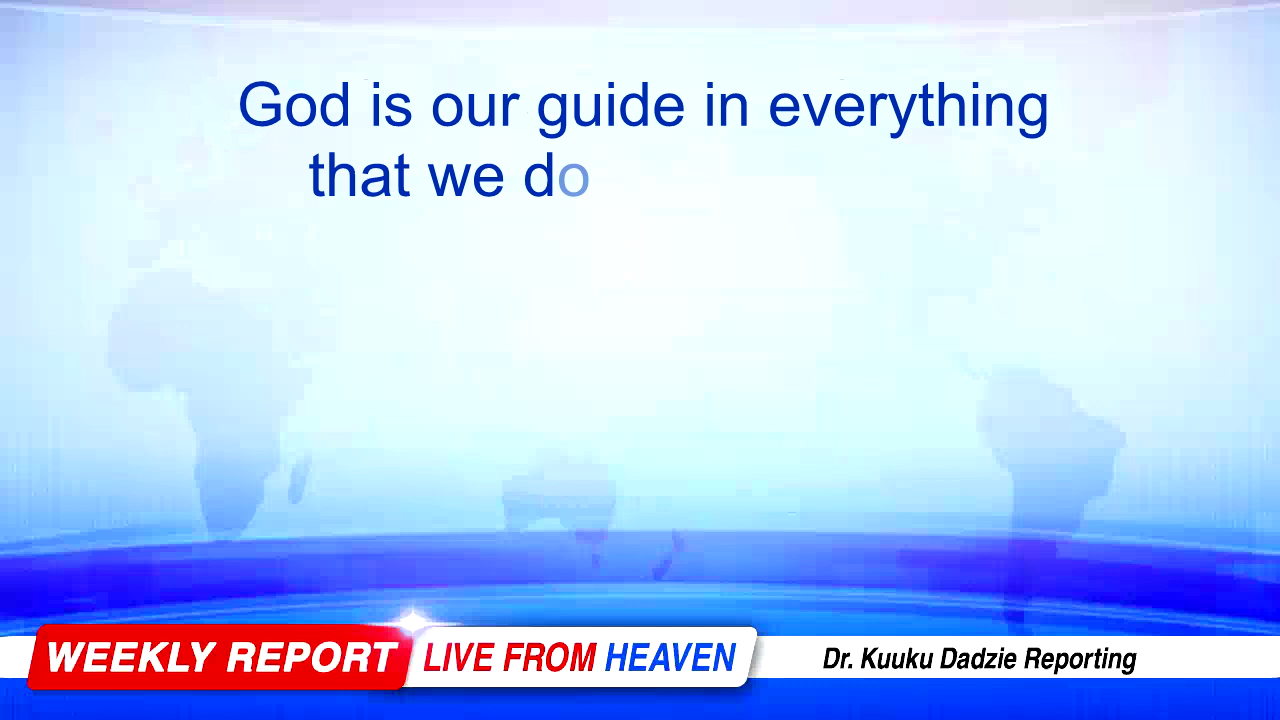 God is our guide in everything
that we do
WEEKLY REPORT LIVE FROM HEAVEN Dr. Kuuku Dadzie Reporting